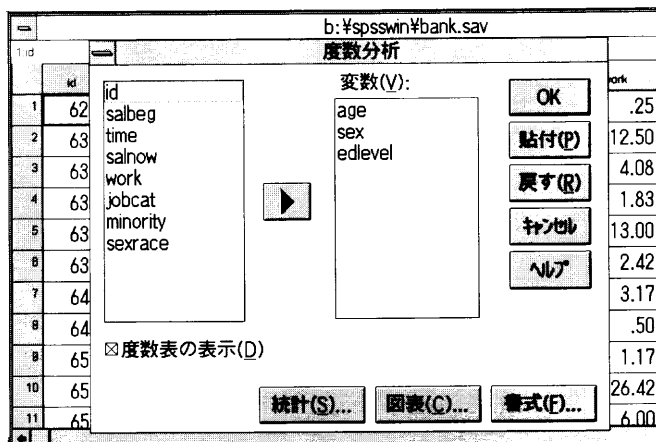 b:¥spsswin¥bank.sav
1:id
度数分析
id
work
1 62 .25
2 63 12.50
3 63 4.08
4 63 1.83
5 63 13.00
6 63 2.42
7 64 3.17
8 64 .50
9 65 1.17
10 65 26.42
11 65 6.00
id
salbeg
time
salnow
work
jobcat
minority
sexrace
変数(V):
age
sex
edlevel
OK
貼付(P)
戻す(R)
キャンセル
ヘルプ
度数表の表示(D)
統計(S)...
図表(C)...
書式(F)...